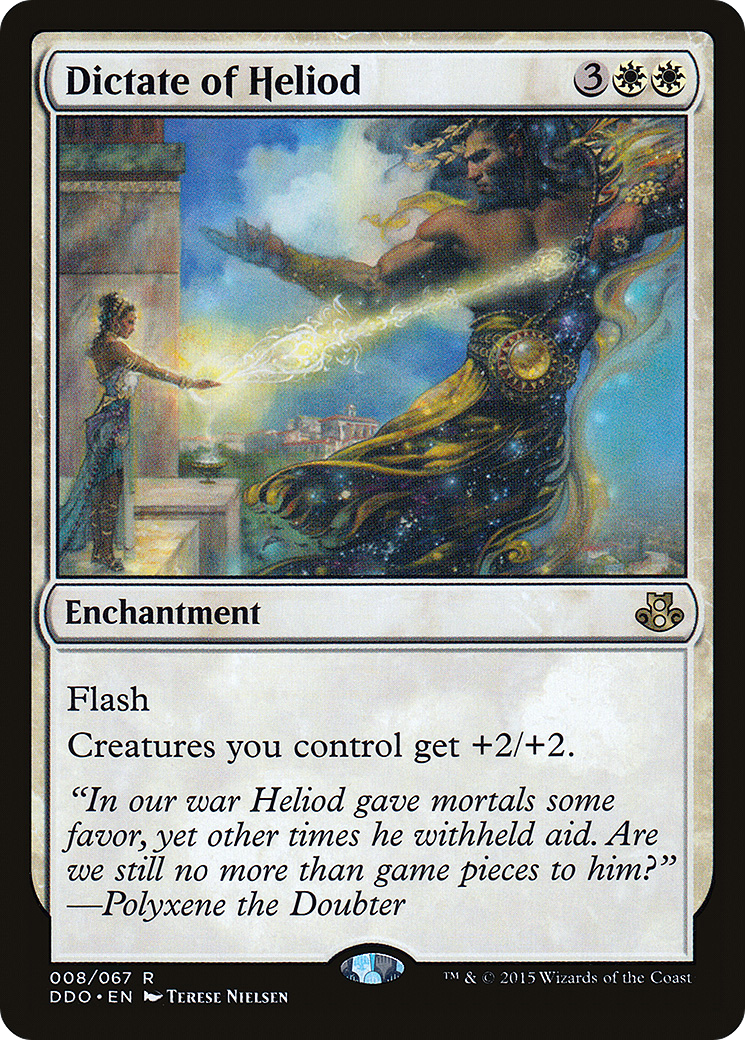 Dictate of Heliod 3
Enchantment
Flash
Creatures you control get +2/+2.
“In our war Heliod gave mortals some
favor, yet other times he withheld aid. Are
we still no more than game pieces to him?”
—Polyxene the Doubter
008/067 R
DDO • EN Terese Nielsen
™ & © 2015 Wizards of the Coast